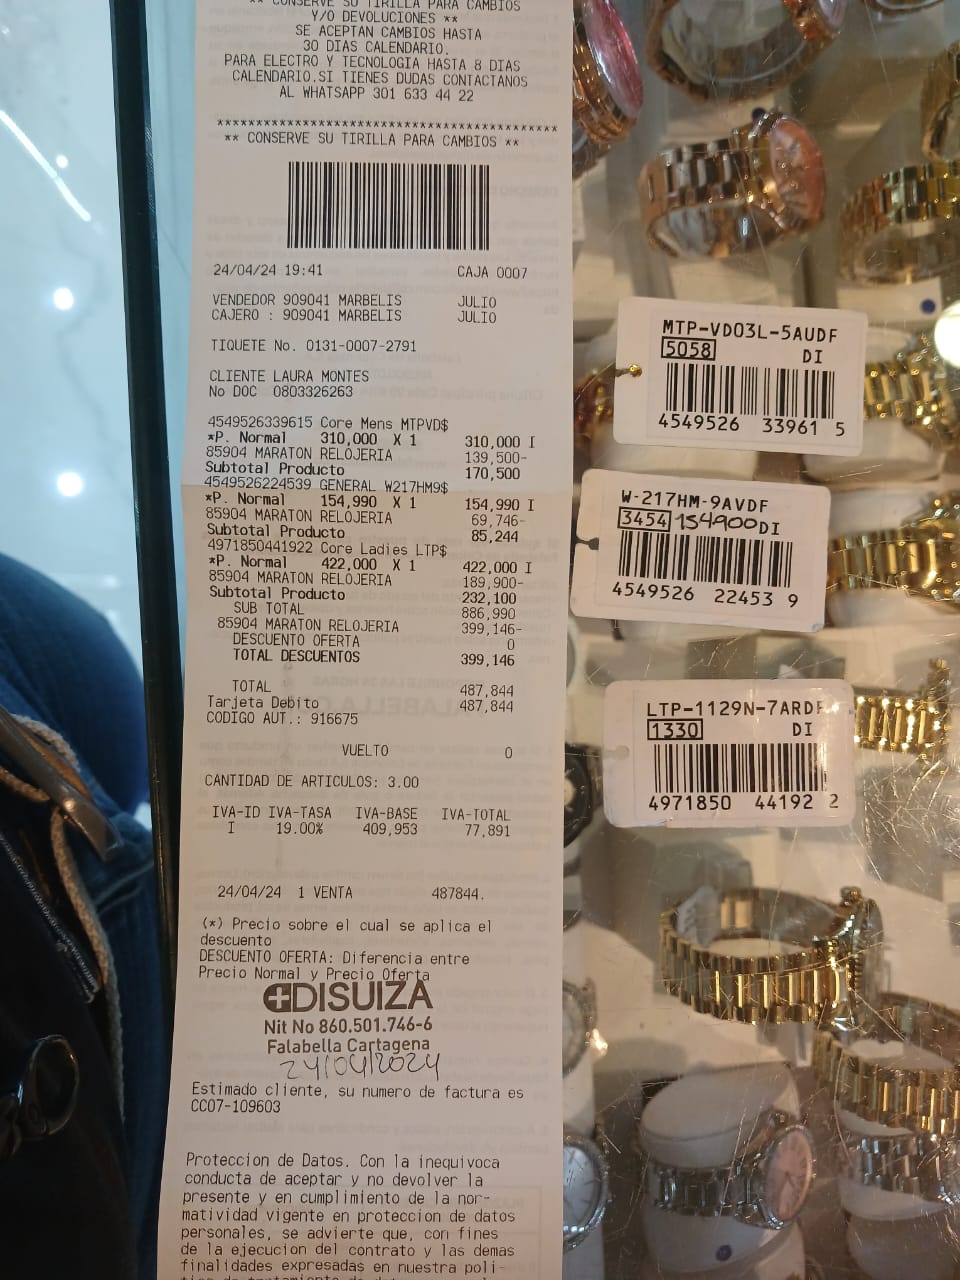 ** CONSERVE SU TIRILLA PARA CAMBIOS
Y/O DEVOLUCIONES **
SE ACEPTAN CAMBIOS HASTA
30 DIAS CALENDARIO.
PARA ELECTRO Y TECNOLOGIA HASTA 8 DIAS
CALENDARIO.SI TIENES DUDAS CONTACTANOS
AL WHATSAPP 301 633 44 22
*****************************************
** CONSERVE SU TIRILLA PARA CAMBIOS **
24/04/24 19:41 CAJA 0007
VENDEDOR 909041 MARBELIS JULIO
CAJERO : 909041 MARBELIS JULIO
TIQUETE No. 0131-0007-2791
CLIENTE LAURA MONTES
No DOC 0803326263
4549526339615 Core Mens MTPVD$
*P. Normal 310,000 X 1 310,000 I
85904 MARATON RELOJERIA 139,500-
Subtotal Producto 170,500
4549526224539 GENERAL W217HM9$
*P. Normal 154,990 X 1 154,990 I
85904 MARATON RELOJERIA 69,746-
Subtotal Producto 85,244
4971850441922 Core Ladies LTP$
*P. Normal 422,000 X 1 422,000 I
85904 MARATON RELOJERIA 189,900-
Subtotal Producto 232,100
SUB TOTAL 886,990
85904 MARATON RELOJERIA 399,146-
DESCUENTO OFERTA 0
TOTAL DESCUENTOS 399,146
TOTAL 487,844
Tarjeta Debito 487,844
CODIGO AUT.: 916675
VUELTO 0
CANTIDAD DE ARTICULOS: 3.00
IVA-ID IVA-TASA IVA-BASE IVA-TOTAL
I 19.00% 409,953 77,891
24/04/24 1 VENTA 487844.
(*) Precio sobre el cual se aplica el
descuento
DESCUENTO OFERTA: Diferencia entre
Precio Normal y Precio Oferta
DISUIZA
Nit No 860.501.746-6
Falabella Cartagena
24/04/2024
Estimado cliente, su numero de factura es
CC07-109603
Proteccion de Datos. Con la inequivoca
conducta de aceptar y no devolver la
presente y en cumplimiento de la nor-
matividad vigente en proteccion de datos
personales, se advierte que, con fines
de la ejecucion del contrato y las demas
finalidades expresadas en nuestra poli-
MTP-VD03L-5AUDF
5058 DI
4549526 33961 5
W-217HM-9AVDF
3454 154900 DI
4549526 22453 9
LTP-1129N-7ARDF
1330 DI
4971850 44192 2